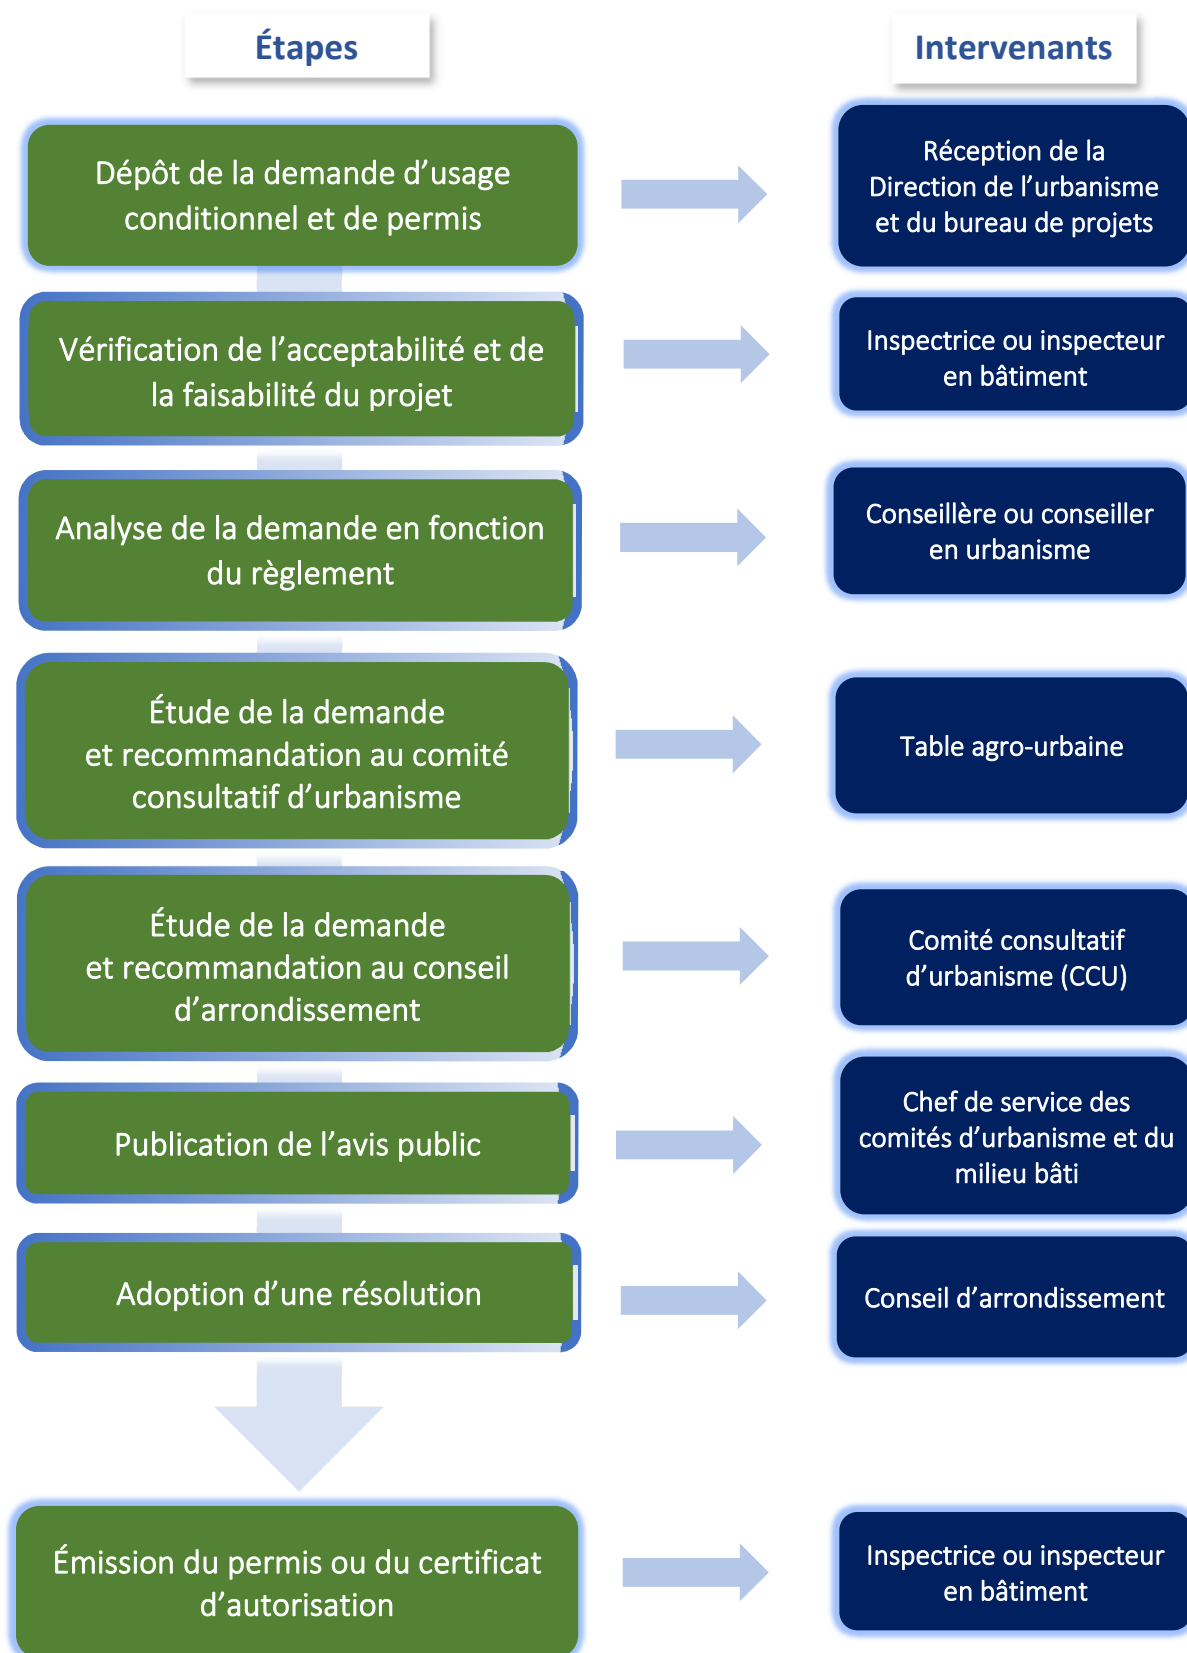 Étapes
Intervenants
Dépôt de la demande d’usage
conditionnel et de permis
Réception de la
Direction de l’urbanisme
et du bureau de projets
Vérification de l’acceptabilité et de
la faisabilité du projet
Inspectrice ou inspecteur
en bâtiment
Analyse de la demande en fonction
du règlement
Conseillère ou conseiller
en urbanisme
Étude de la demande
et recommandation au comité
consultatif d’urbanisme
Table agro-urbaine
Étude de la demande
et recommandation au conseil
d’arrondissement
Comité consultatif
d’urbanisme (CCU)
Publication de l’avis public
Chef de service des
comités d’urbanisme et du
milieu bâti
Adoption d’une résolution
Conseil d’arrondissement
Émission du permis ou du certificat
d’autorisation
Inspectrice ou inspecteur
en bâtiment